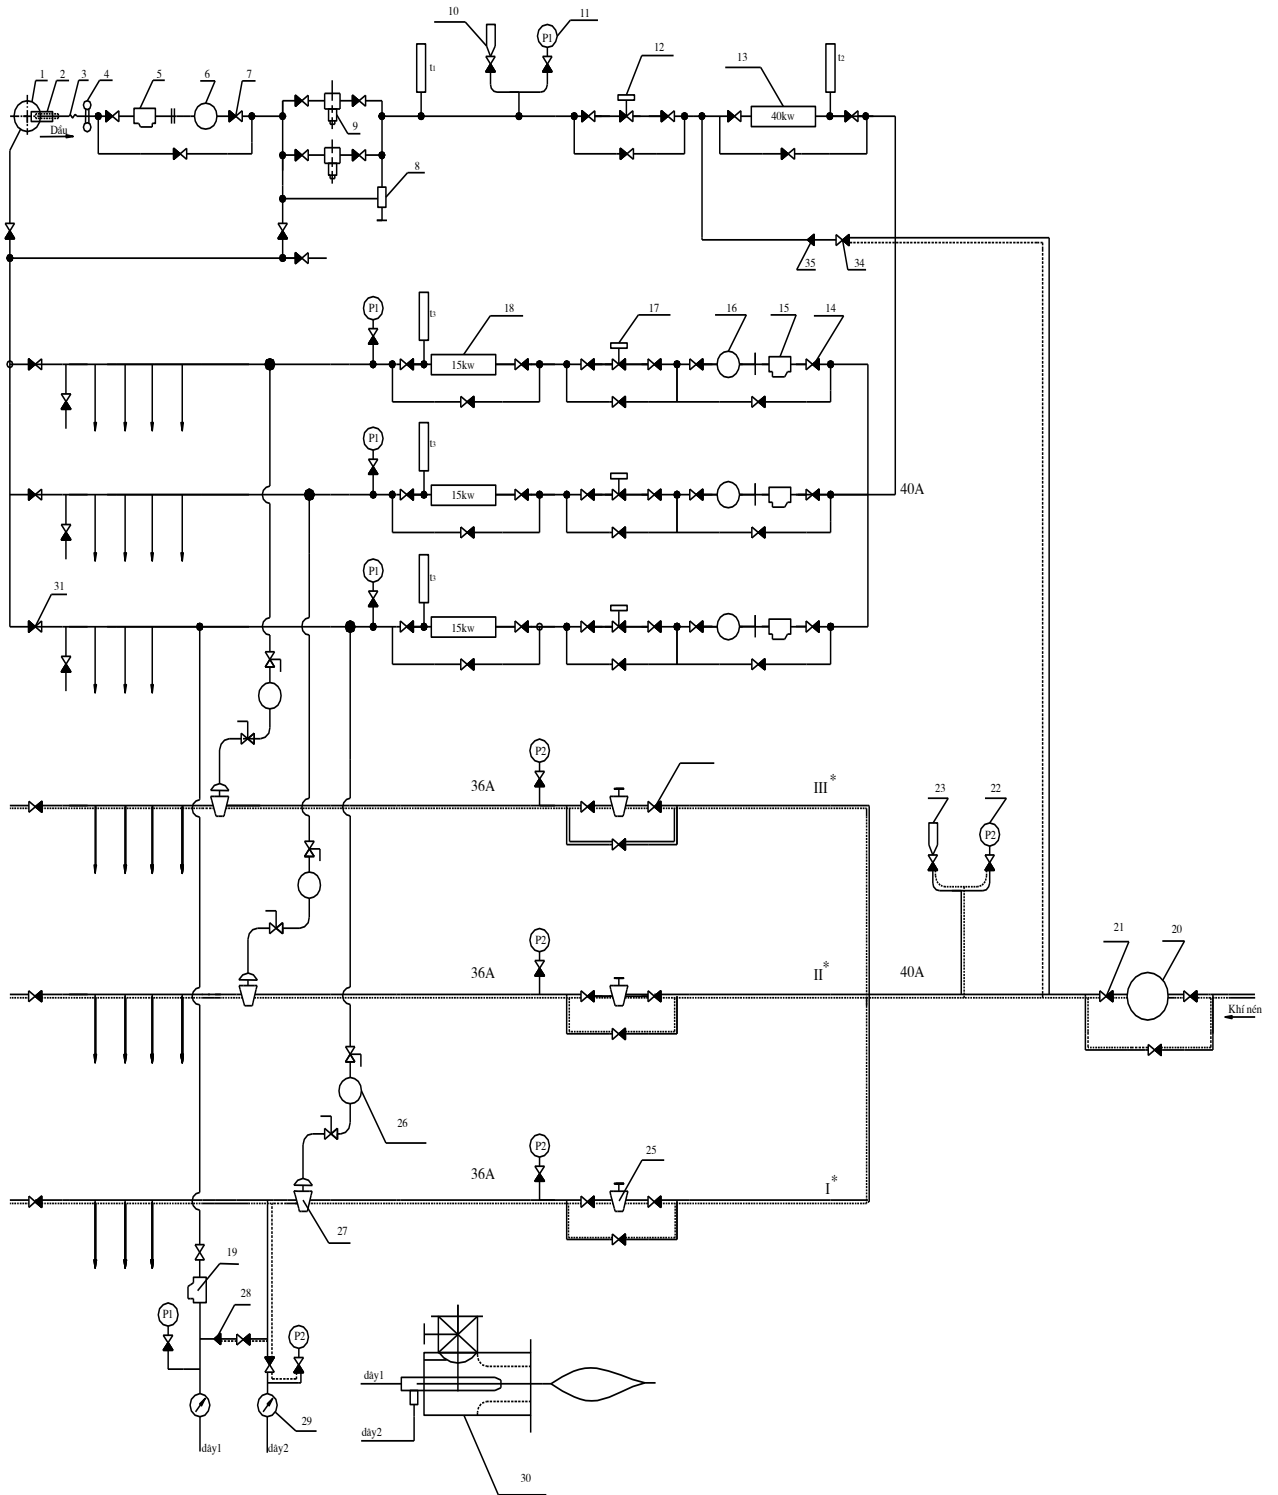 10
11
12
13
1
2
3
4
5
6
7
P1
t1
t2
40kw
Dầu
9
8
35
34
P1
t3
18
17
16
15
14
15kw
P1
t3
15kw
40A
31
P1
t3
15kw
36A
P2
III*
23
22
P2
36A
P2
II*
40A
21
20
Khí nén
26
36A
P2
25
I*
27
19
28
P1
P2
29
dây1
dây2
dây1
dây2
30